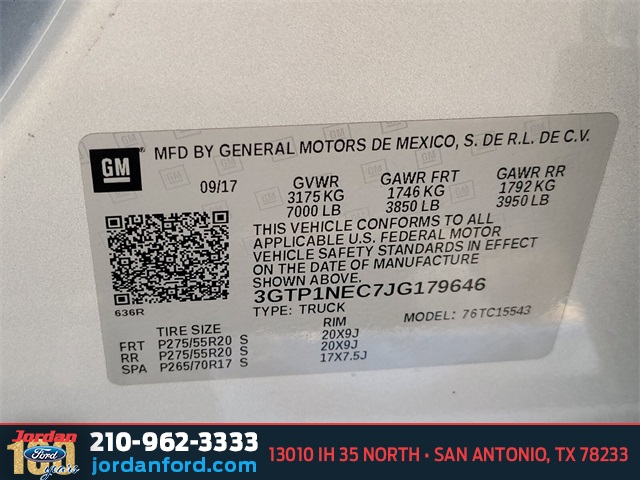 GM
MFD BY GENERAL MOTORS DE MEXICO, S. DE R.L. DE C.V.
09/17 GVWR GAWR FRT GAWR RR
3175 KG 1746 KG 1792 KG
7000 LB 3850 LB 3950 LB
THIS VEHICLE CONFORMS TO ALL
APPLICABLE U.S. FEDERAL MOTOR
VEHICLE SAFETY STANDARDS IN EFFECT
ON THE DATE OF MANUFACTURE
SHOWN ABOVE.
3GTP1NEC7JG179646
TYPE: TRUCK MODEL: 76TC15543
636R
TIRE SIZE RIM
FRT P275/55R20 S 20X9J
RR P275/55R20 S 20X9J
SPA P265/70R17 S 17X7.5J
Jordan
Ford
100
years
210-962-3333
jordanford.com
13010 IH 35 NORTH • SAN ANTONIO, TX 78233